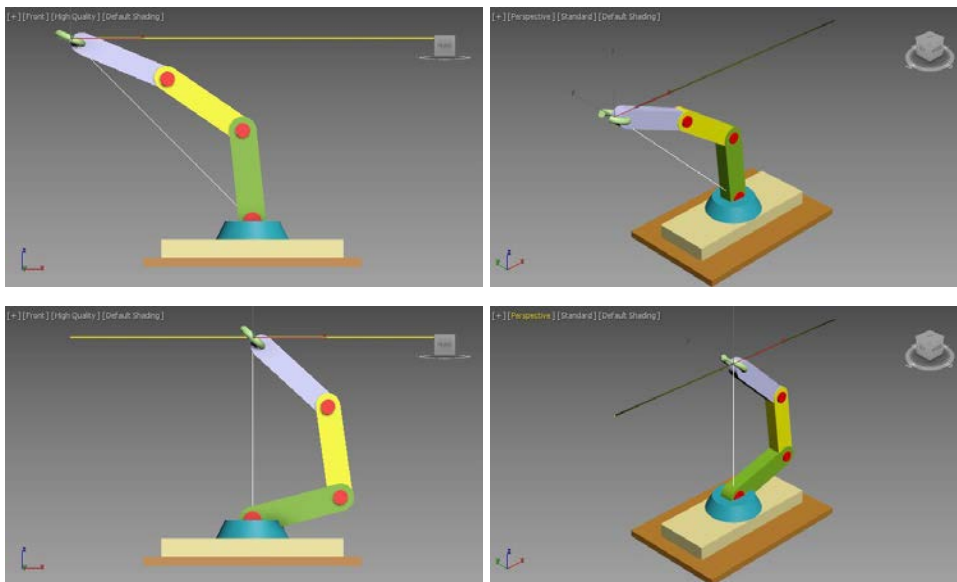 [+] [Front] [High Quality] [Default Shading]
[+] [Perspective] [Standard] [Default Shading]
[+] [Front] [High Quality] [Default Shading]
[+] [Perspective] [Standard] [Default Shading]